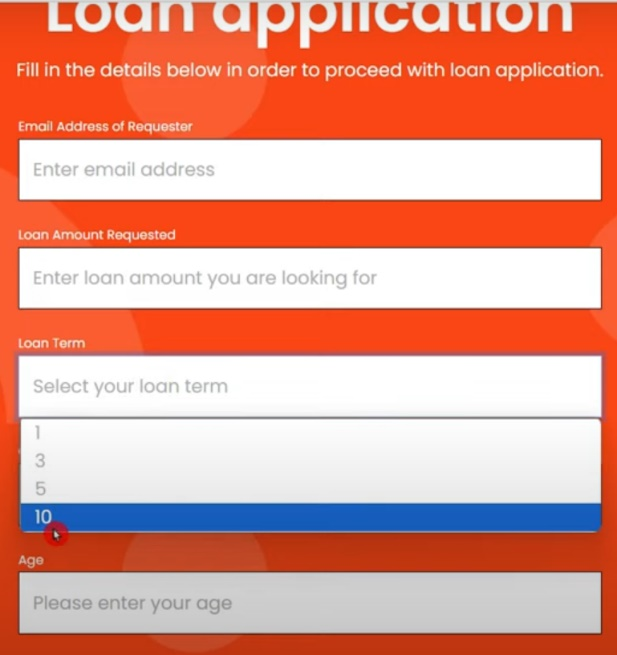 Loan application
Fill in the details below in order to proceed with loan application.
Email Address of Requester
Enter email address
Loan Amount Requested
Enter loan amount you are looking for
Loan Term
Select your loan term
1
3
5
10
Age
Please enter your age